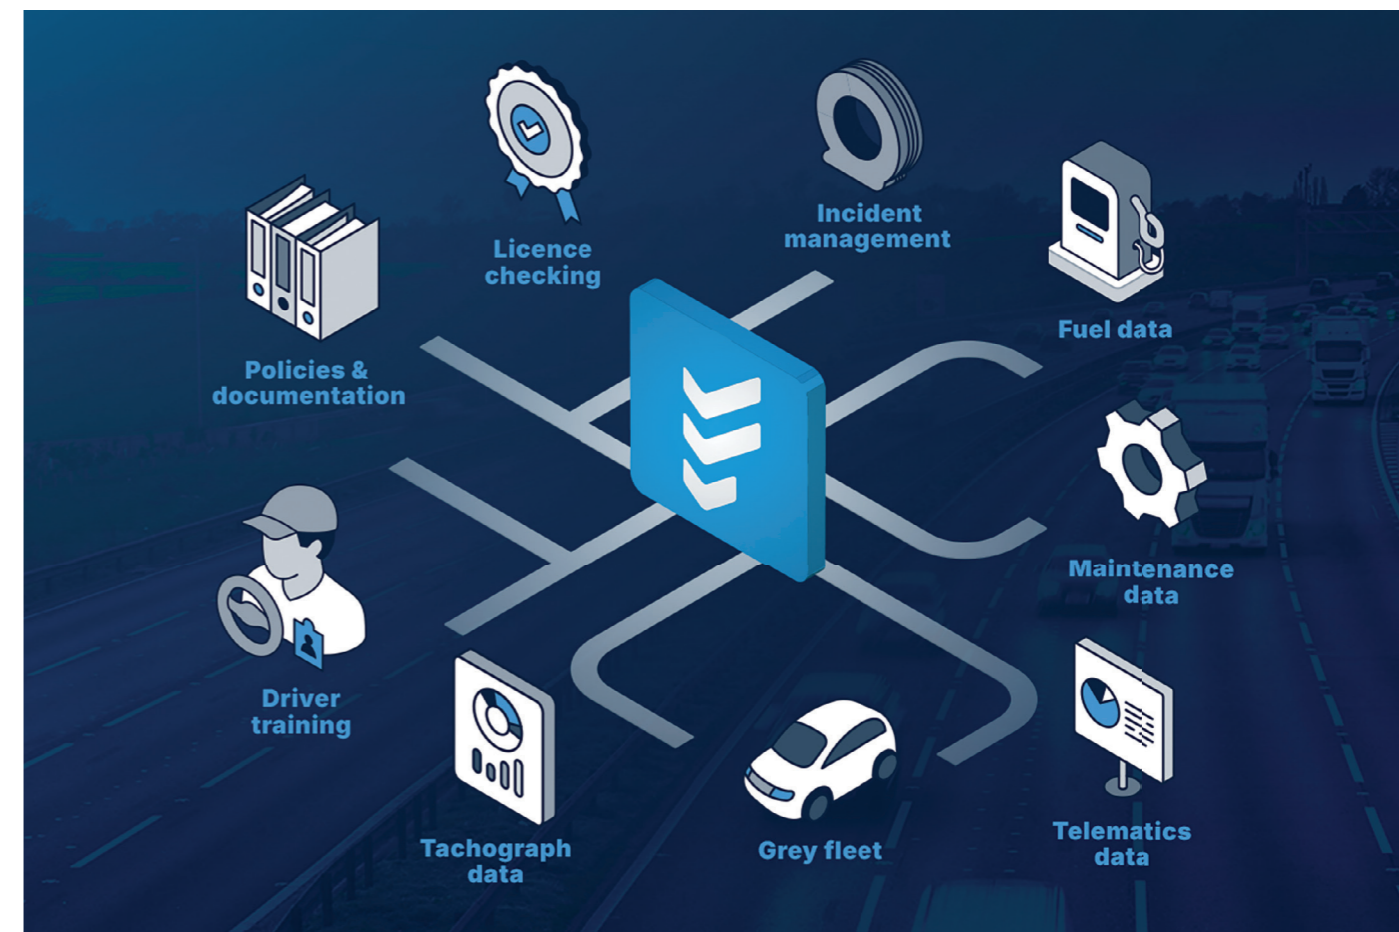 Incident
management
Licence
checking
Fuel data
Policies &
documentation
Maintenance
data
Driver
training
Telematics
data
Tachograph
data
Grey fleet